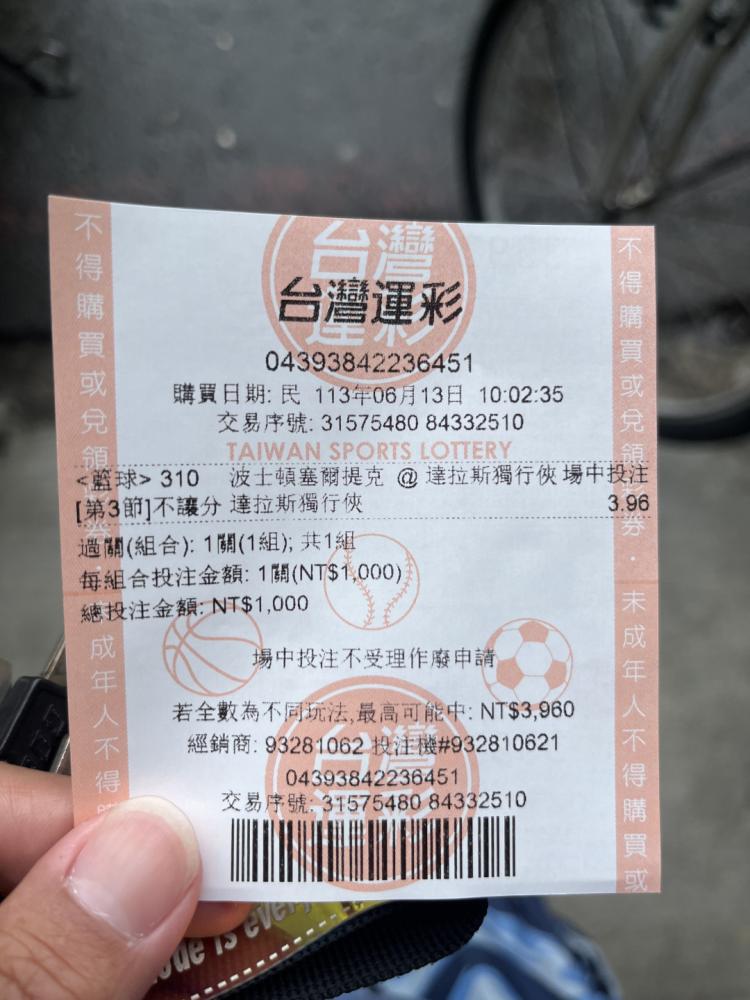 台灣運彩
04393842236451
購買日期: 民 113年06月13日 10:02:35
交易序號: 31575480 84332510
TAIWAN SPORTS LOTTERY
<籃球> 310 波士頓塞爾提克 @ 達拉斯獨行俠 場中投注
[第3節]不讓分 達拉斯獨行俠 3.96
過關(組合): 1關(1組); 共1組
每組合投注金額: 1關(NT$1,000)
總投注金額: NT$1,000
場中投注不受理作廢申請
若全數為不同玩法,最高可能中: NT$3,960
經銷商: 93281062 投注機#932810621
04393842236451
交易序號: 31575480 84332510
不得購買或兌領彩券・未成年人不得購
不得購買或兌領彩券・未成年人不得購買或